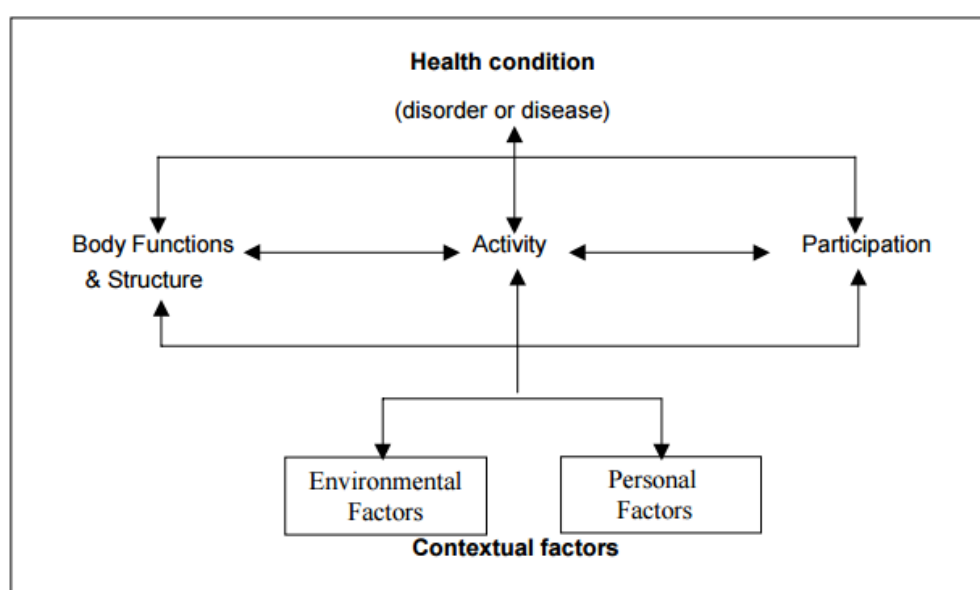 Health condition
(disorder or disease)
Body Functions
& Structure
Activity
Participation
Environmental
Factors
Personal
Factors
Contextual factors